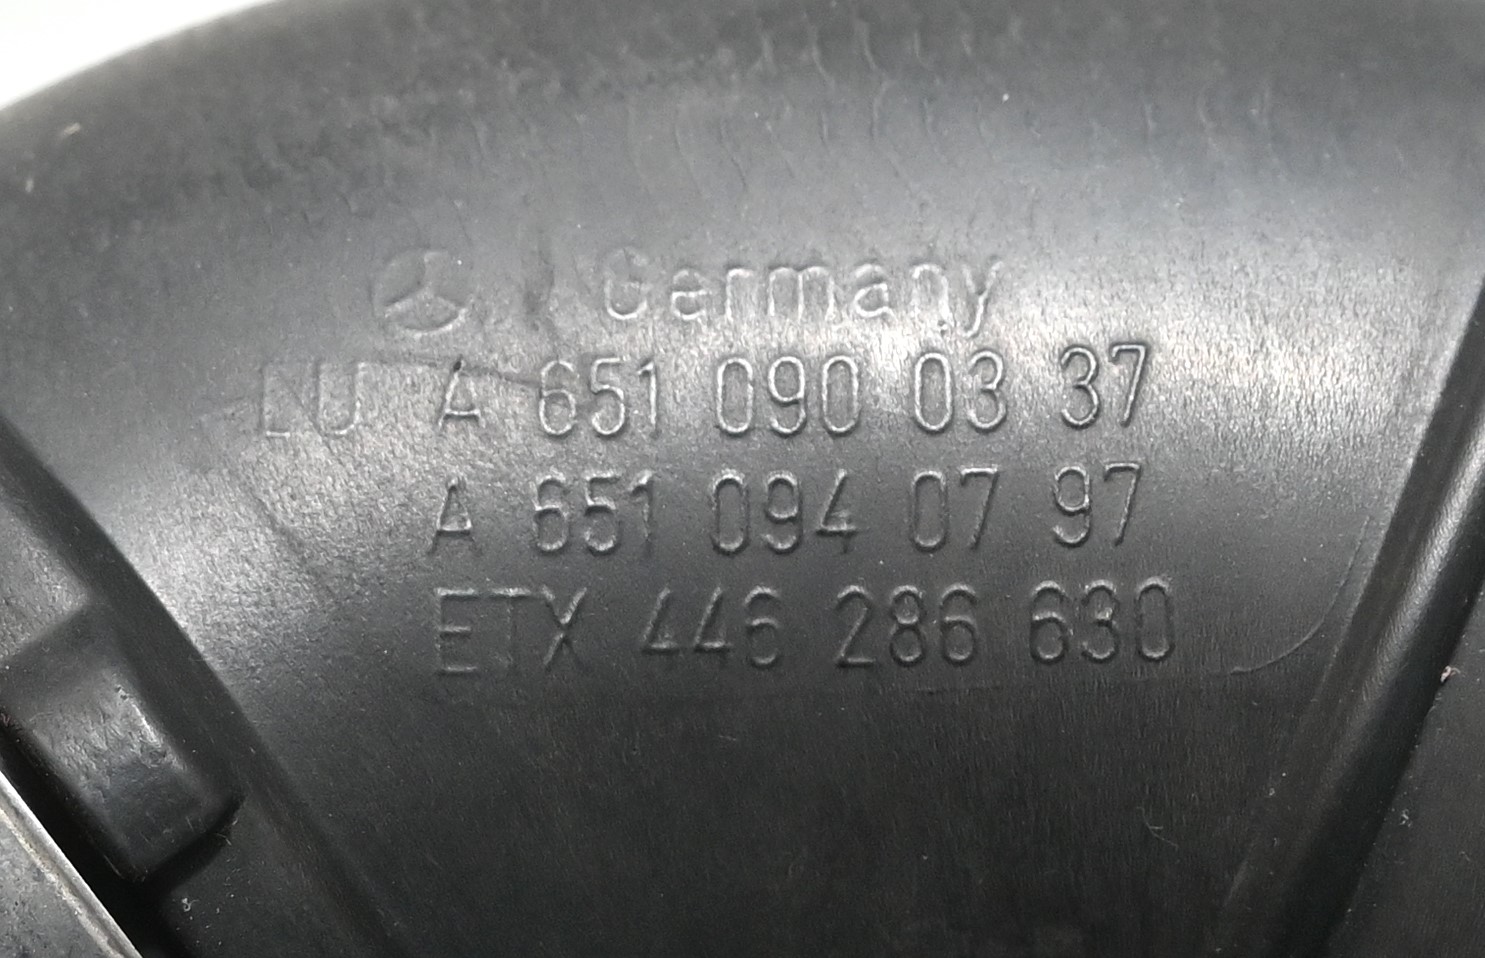 Germany
LU A 651 090 03 37
A 651 094 07 97
ETX 446 286 630